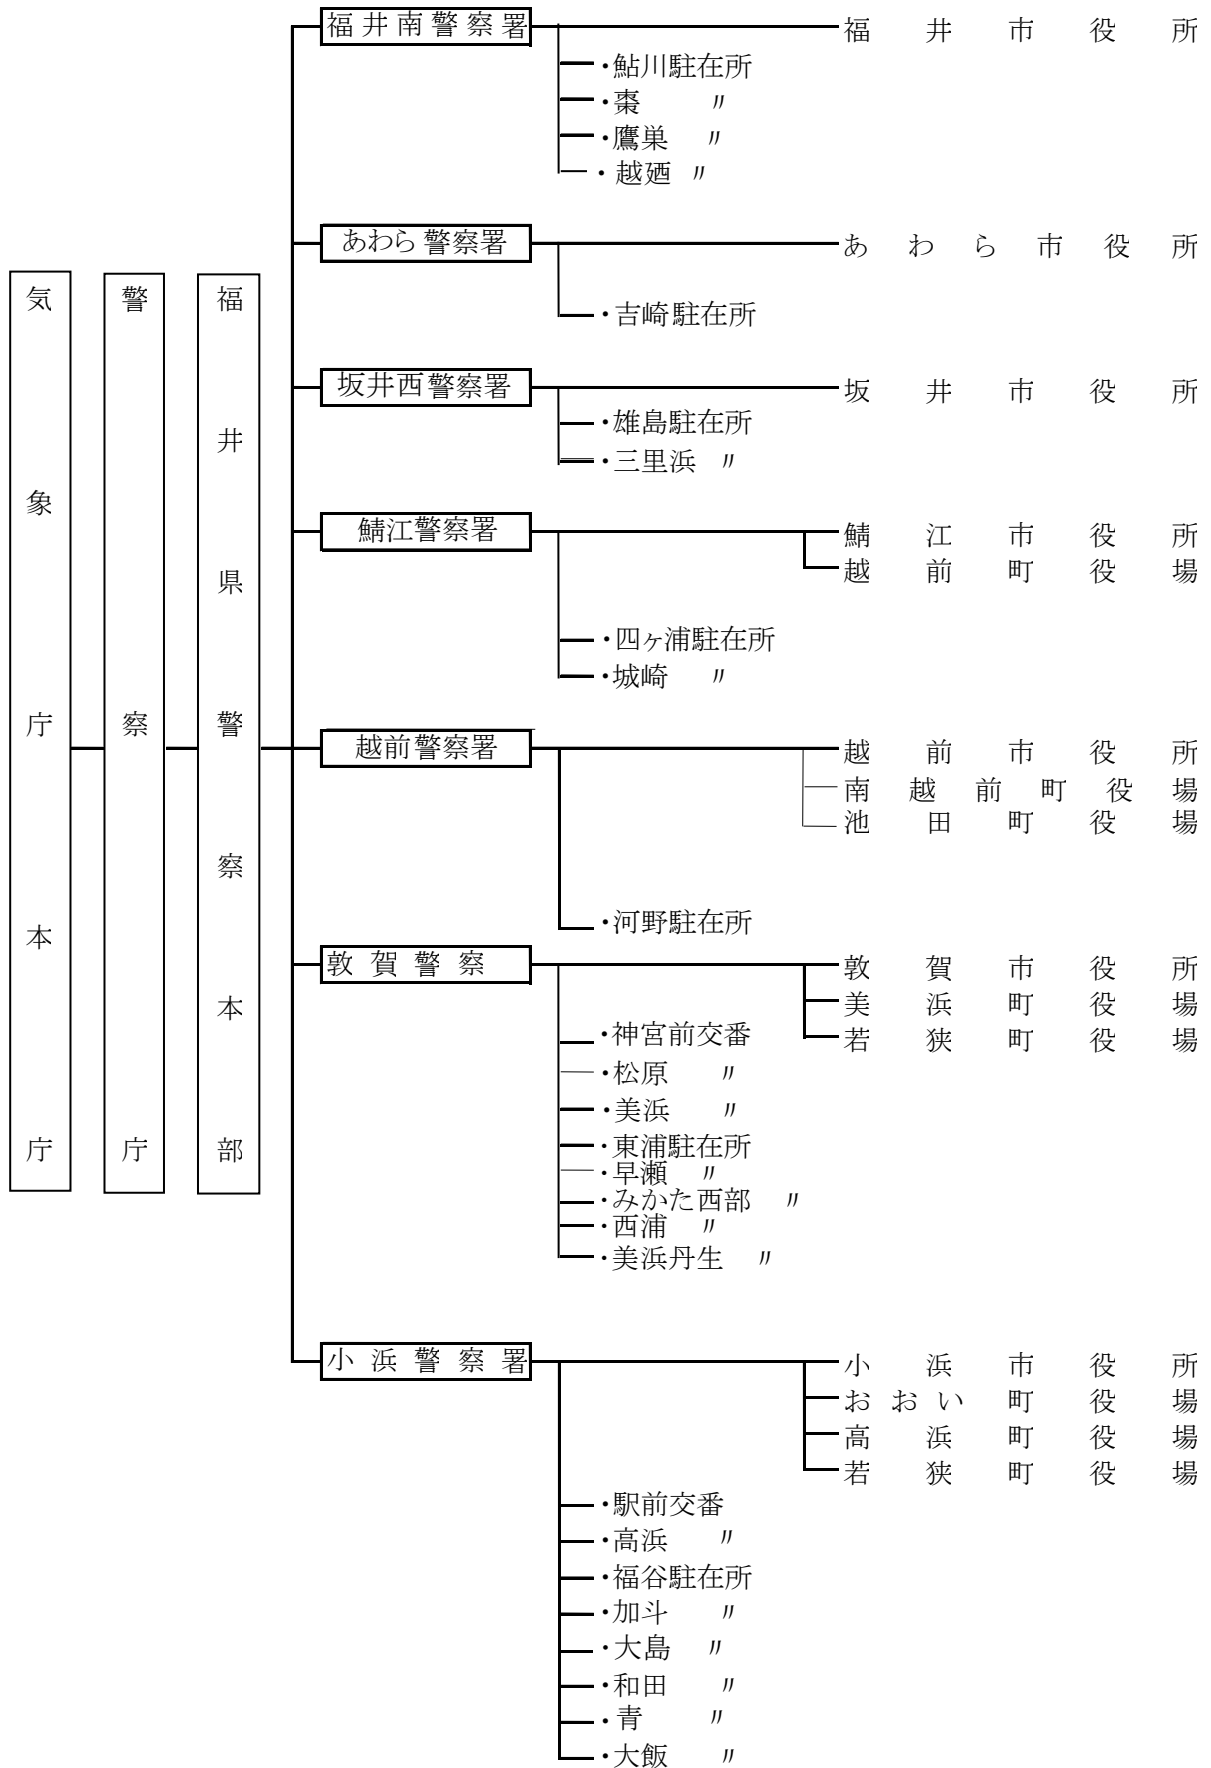 気象庁本庁
警察庁
福井県警察本部
福井南警察署
福井市役所
・鮎川駐在所
・棗 〃
・鷹巣 〃
・越廼 〃
あわら警察署
あわら市役所
・吉崎駐在所
坂井西警察署
坂井市役所
・雄島駐在所
・三里浜 〃
鯖江警察署
鯖江市役所
越前町役場
・四ヶ浦駐在所
・城崎 〃
越前警察署
越前市役所
南越前町役場
池田町役場
・河野駐在所
敦賀警察
敦賀市役所
美浜町役場
若狭町役場
・神宮前交番
・松原 〃
・美浜 〃
・東浦駐在所
・早瀬 〃
・みかた西部 〃
・西浦 〃
・美浜丹生 〃
小浜警察署
小浜市役所
おおい町役場
高浜町役場
若狭町役場
・駅前交番
・高浜 〃
・福谷駐在所
・加斗 〃
・大島 〃
・和田 〃
・青 〃
・大飯 〃